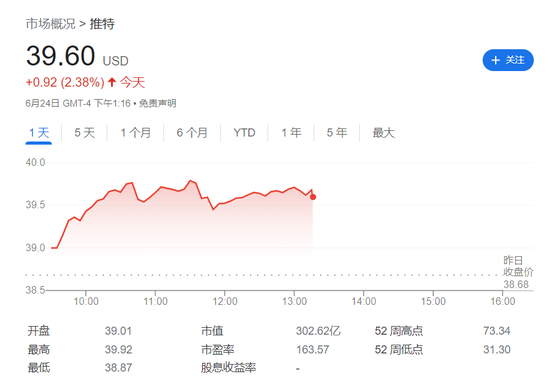 市场概况 > 推特
39.60 USD
+ 关注
+0.92 (2.38%) ↑ 今天
6月24日 GMT-4 下午1:16 • 免责声明
1 天 5 天 1 个月 6 个月 YTD 1 年 5 年 最大
40.0
39.5
39.0
昨日
收盘价
38.68
38.5
10:00 11:00 12:00 13:00 14:00 15:00 16:00
开盘 39.01 市值 302.62亿 52 周高点 73.34
最高 39.92 市盈率 163.57 52 周低点 31.30
最低 38.87 股息收益率 -